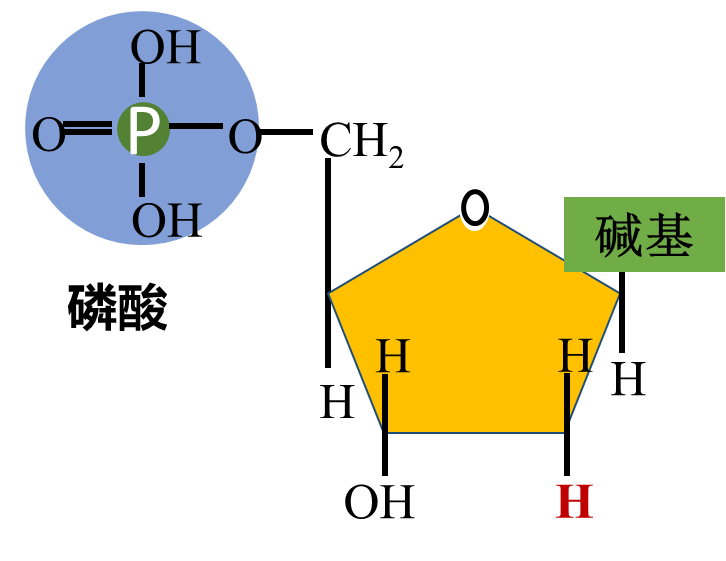 OH
O P O CH₂
OH
O
碱基
磷酸
H H
H H
OH H